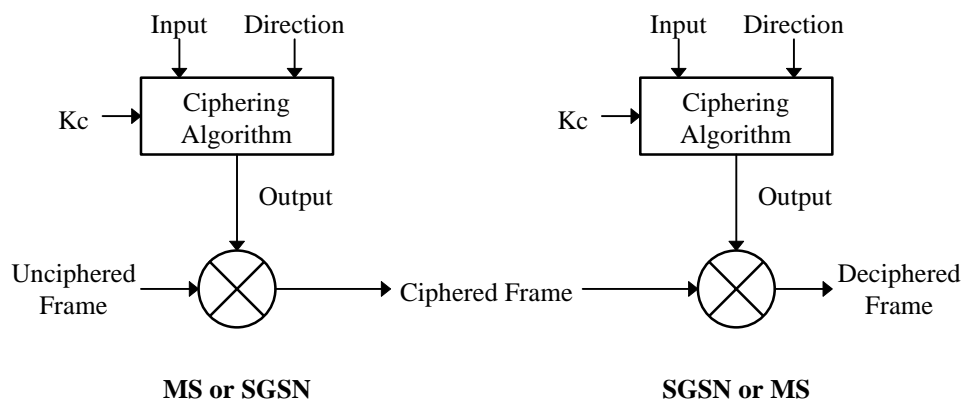 Input Direction
Ciphering
Algorithm
Kc
Output
Unciphered
Frame
Ciphered Frame
MS or SGSN
Input Direction
Ciphering
Algorithm
Kc
Output
Deciphered
Frame
SGSN or MS